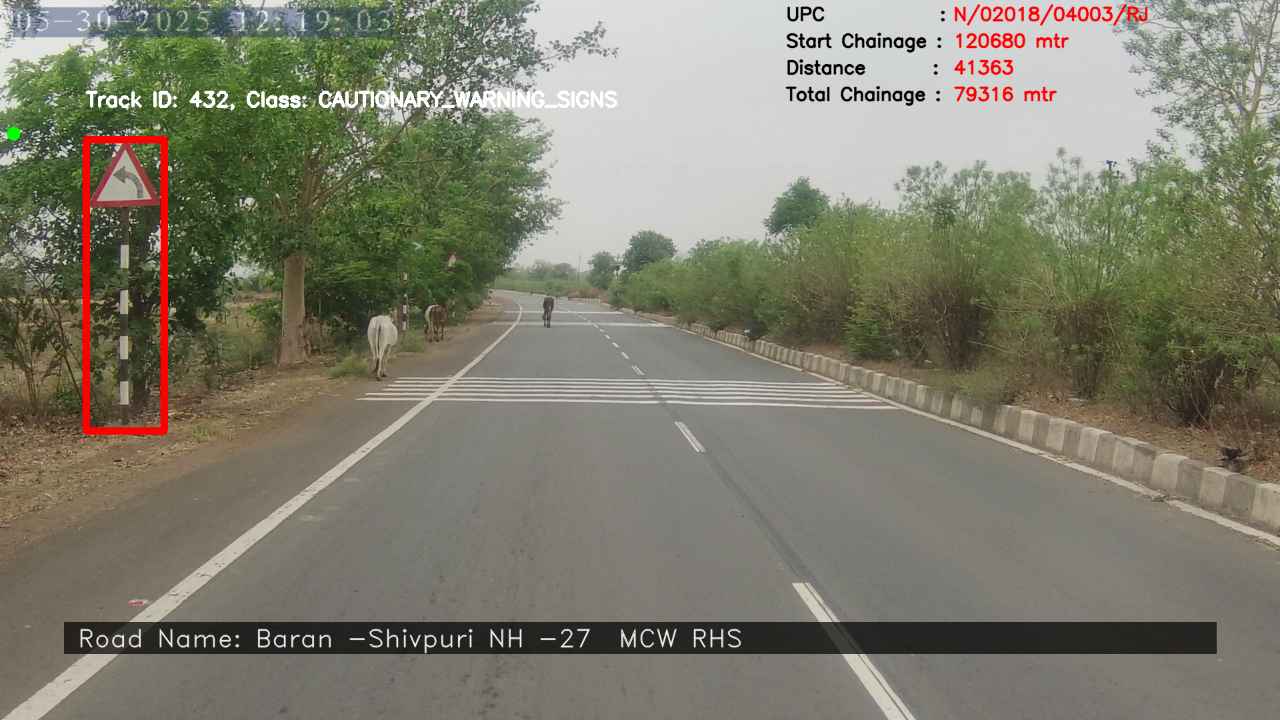 05-30-2025 12:19:03
UPC : N/02018/04003/RJ
Start Chainage : 120680 mtr
Distance : 41363
Total Chainage : 79316 mtr
Track ID: 432, Class: CAUTIONARY_WARNING_SIGNS
Road Name: Baran -Shivpuri NH -27 MCW RHS